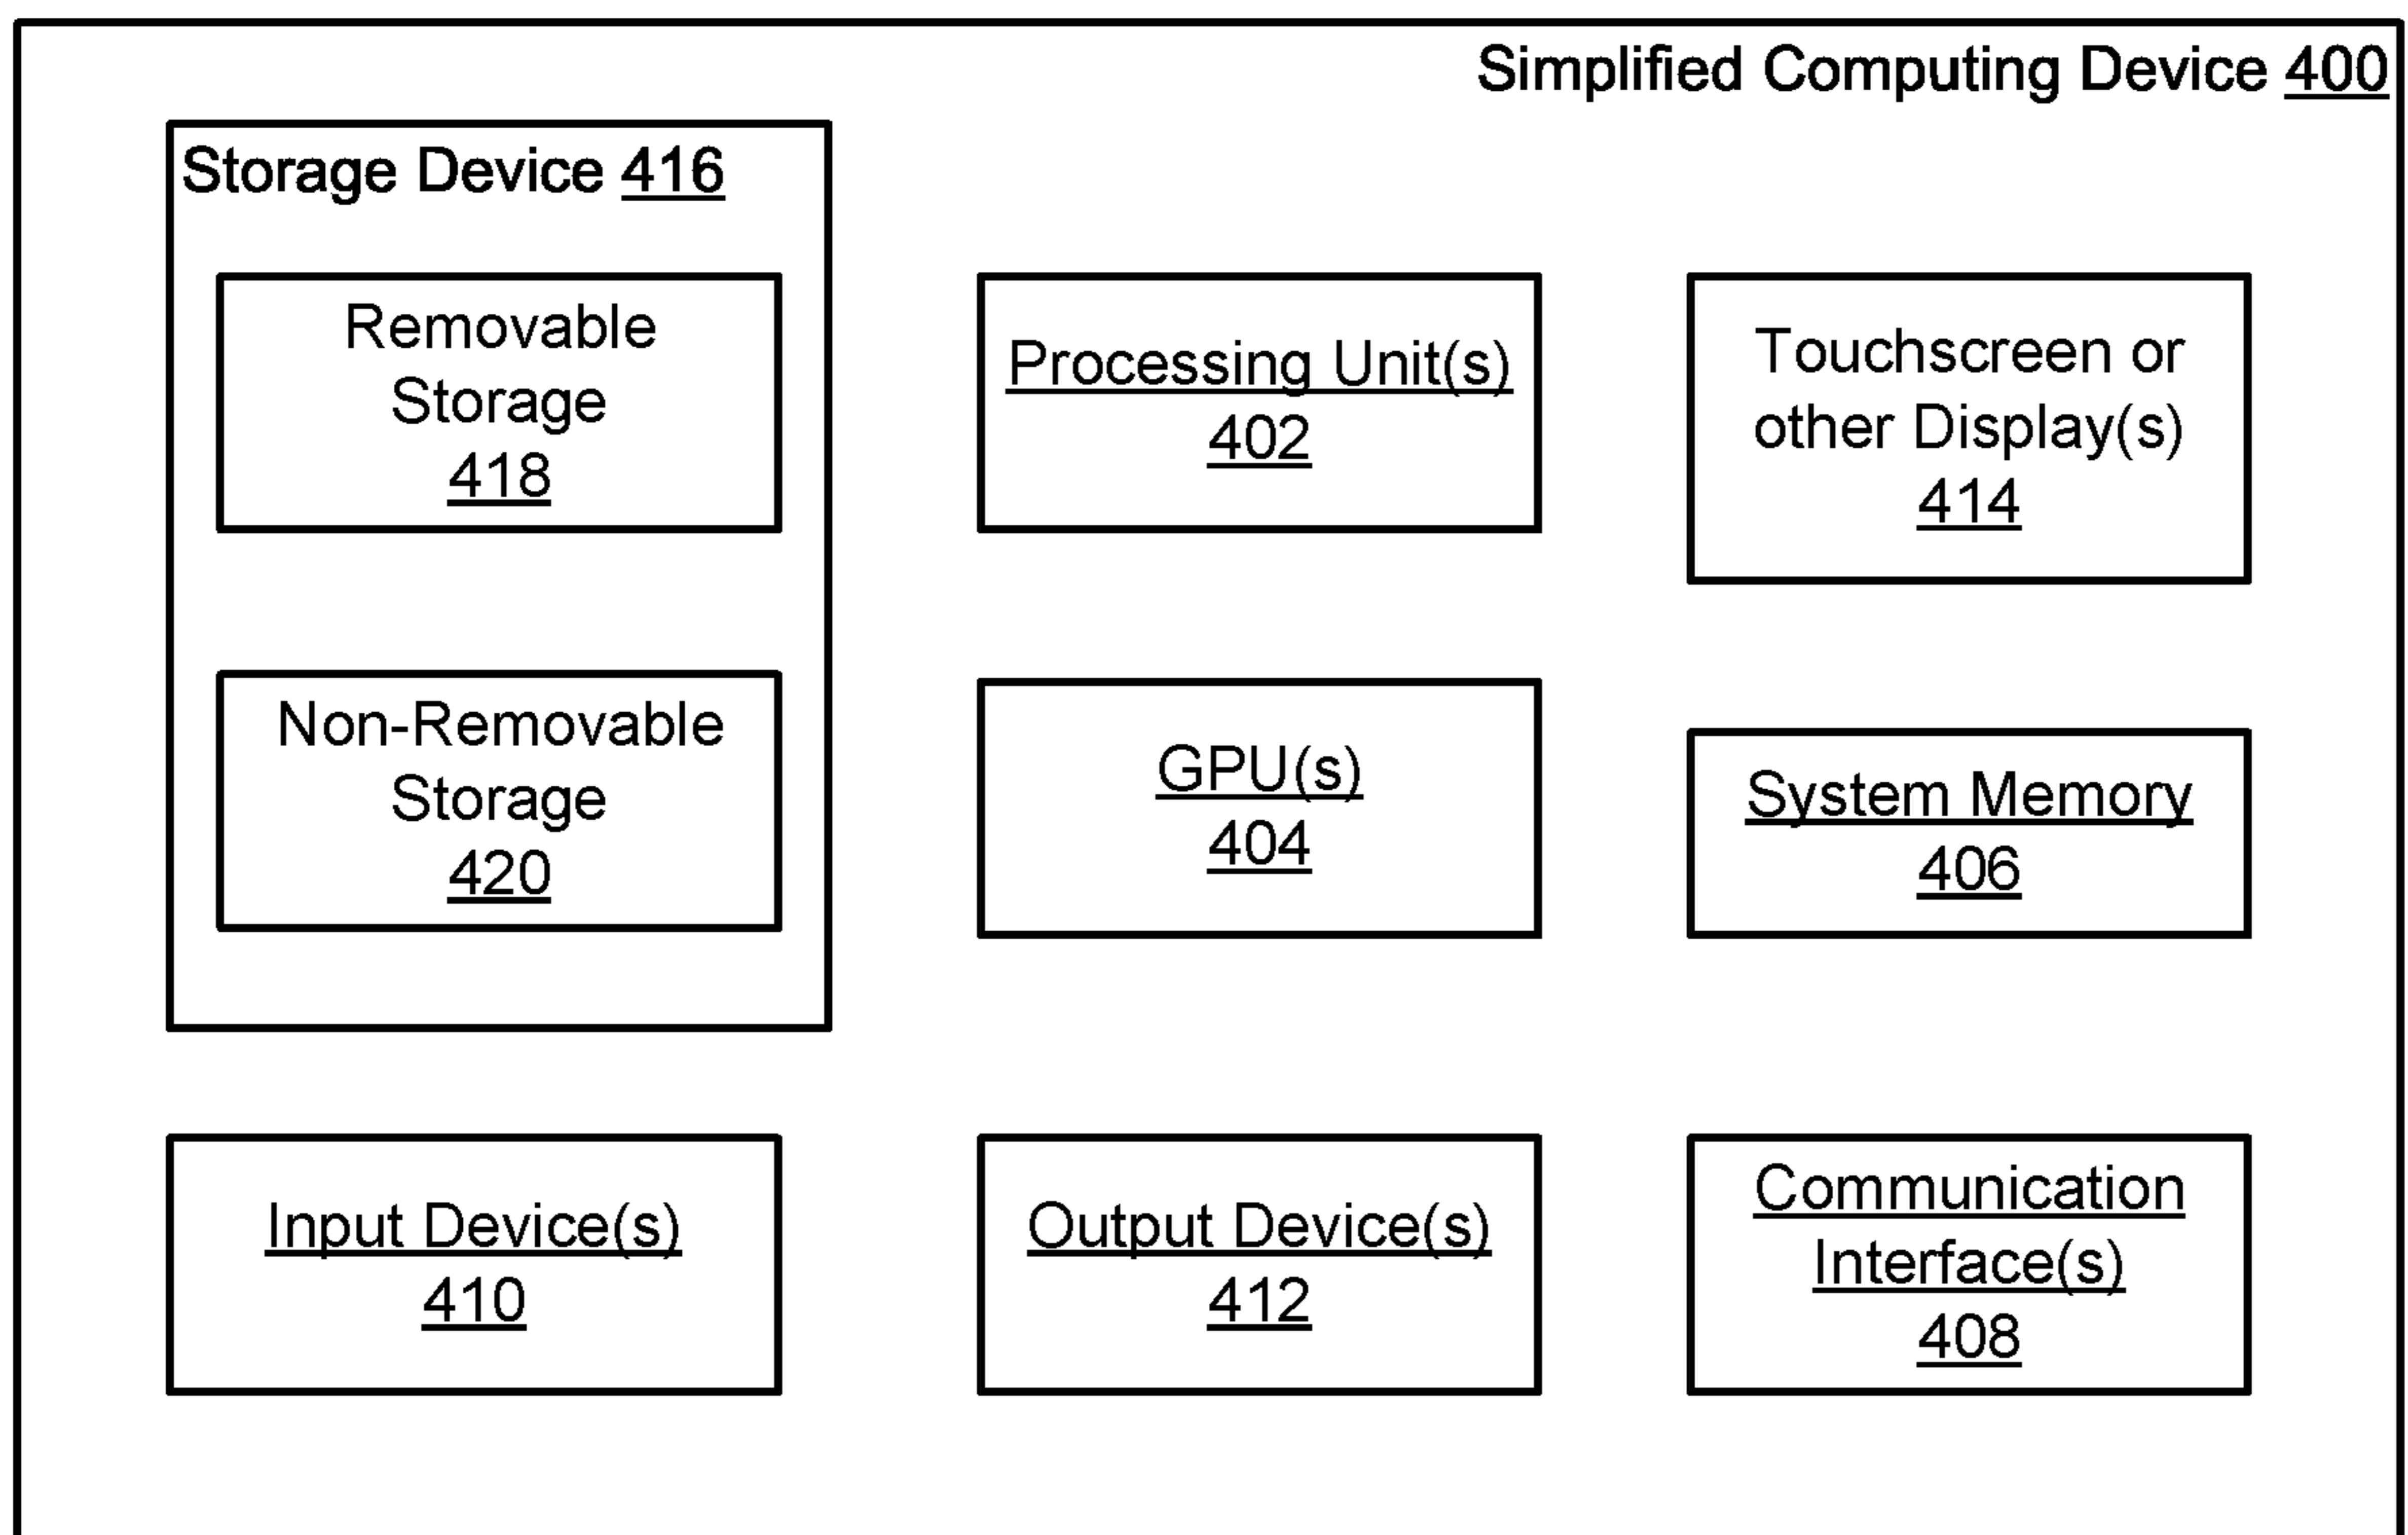 Simplified Computing Device 400
Storage Device 416
Removable
Storage
418
Processing Unit(s)
402
Touchscreen or
other Display(s)
414
Non-Removable
Storage
420
GPU(s)
404
System Memory
406
Input Device(s)
410
Output Device(s)
412
Communication
Interface(s)
408